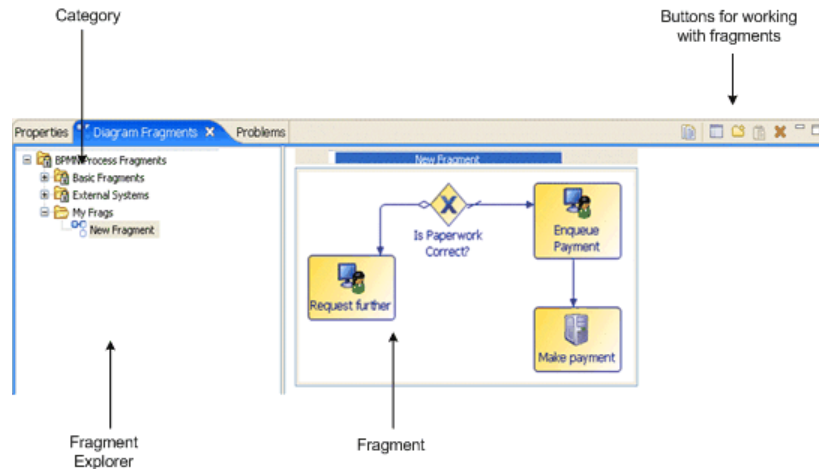 Category
Buttons for working
with fragments
Properties
Diagram Fragments
Problems
BPMN Process Fragments
Basic Fragments
External Systems
My Frags
New Fragment
New Fragment
Is Paperwork
Correct?
Enqueue
Payment
Request further
Make payment
Fragment
Explorer
Fragment